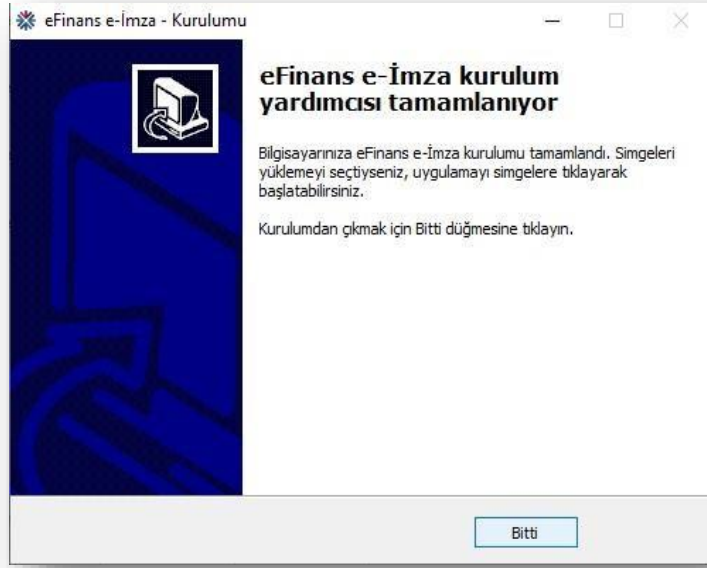 eFinans e-İmza - Kurulumu
eFinans e-İmza kurulum
yardımcısı tamamlanıyor
Bilgisayarınıza eFinans e-İmza kurulumu tamamlandı. Simgeleri
yüklemeyi seçtiyseniz, uygulamayı simgelere tıklayarak
başlatabilirsiniz.
Kurulumdan çıkmak için Bitti düğmesine tıklayın.
Bitti